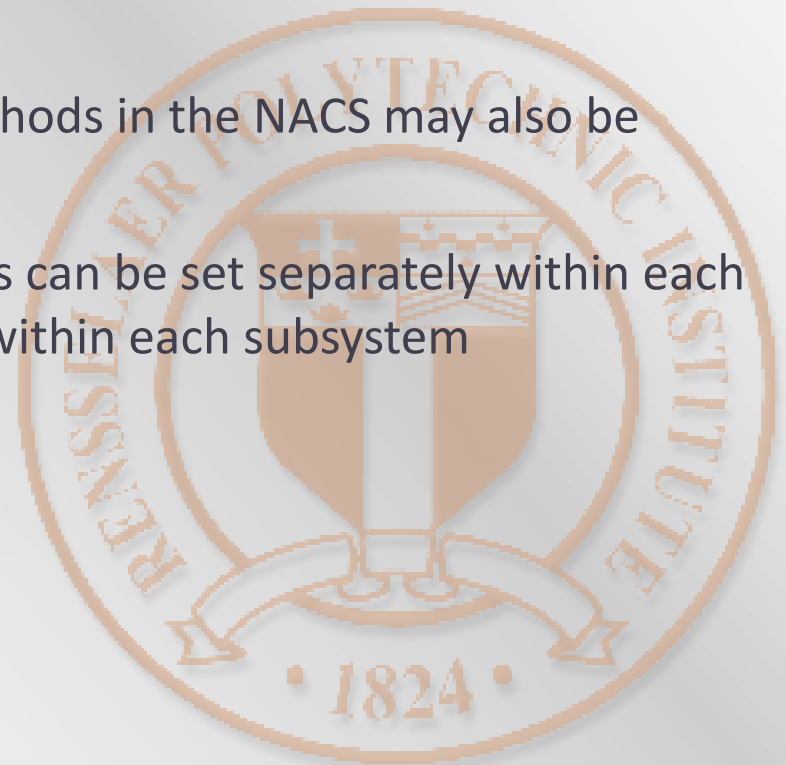 hods in the NACS may also be
s can be set separately within each
within each subsystem
RENSSELAER POLYTECHNIC INSTITUTE
• 1824 •